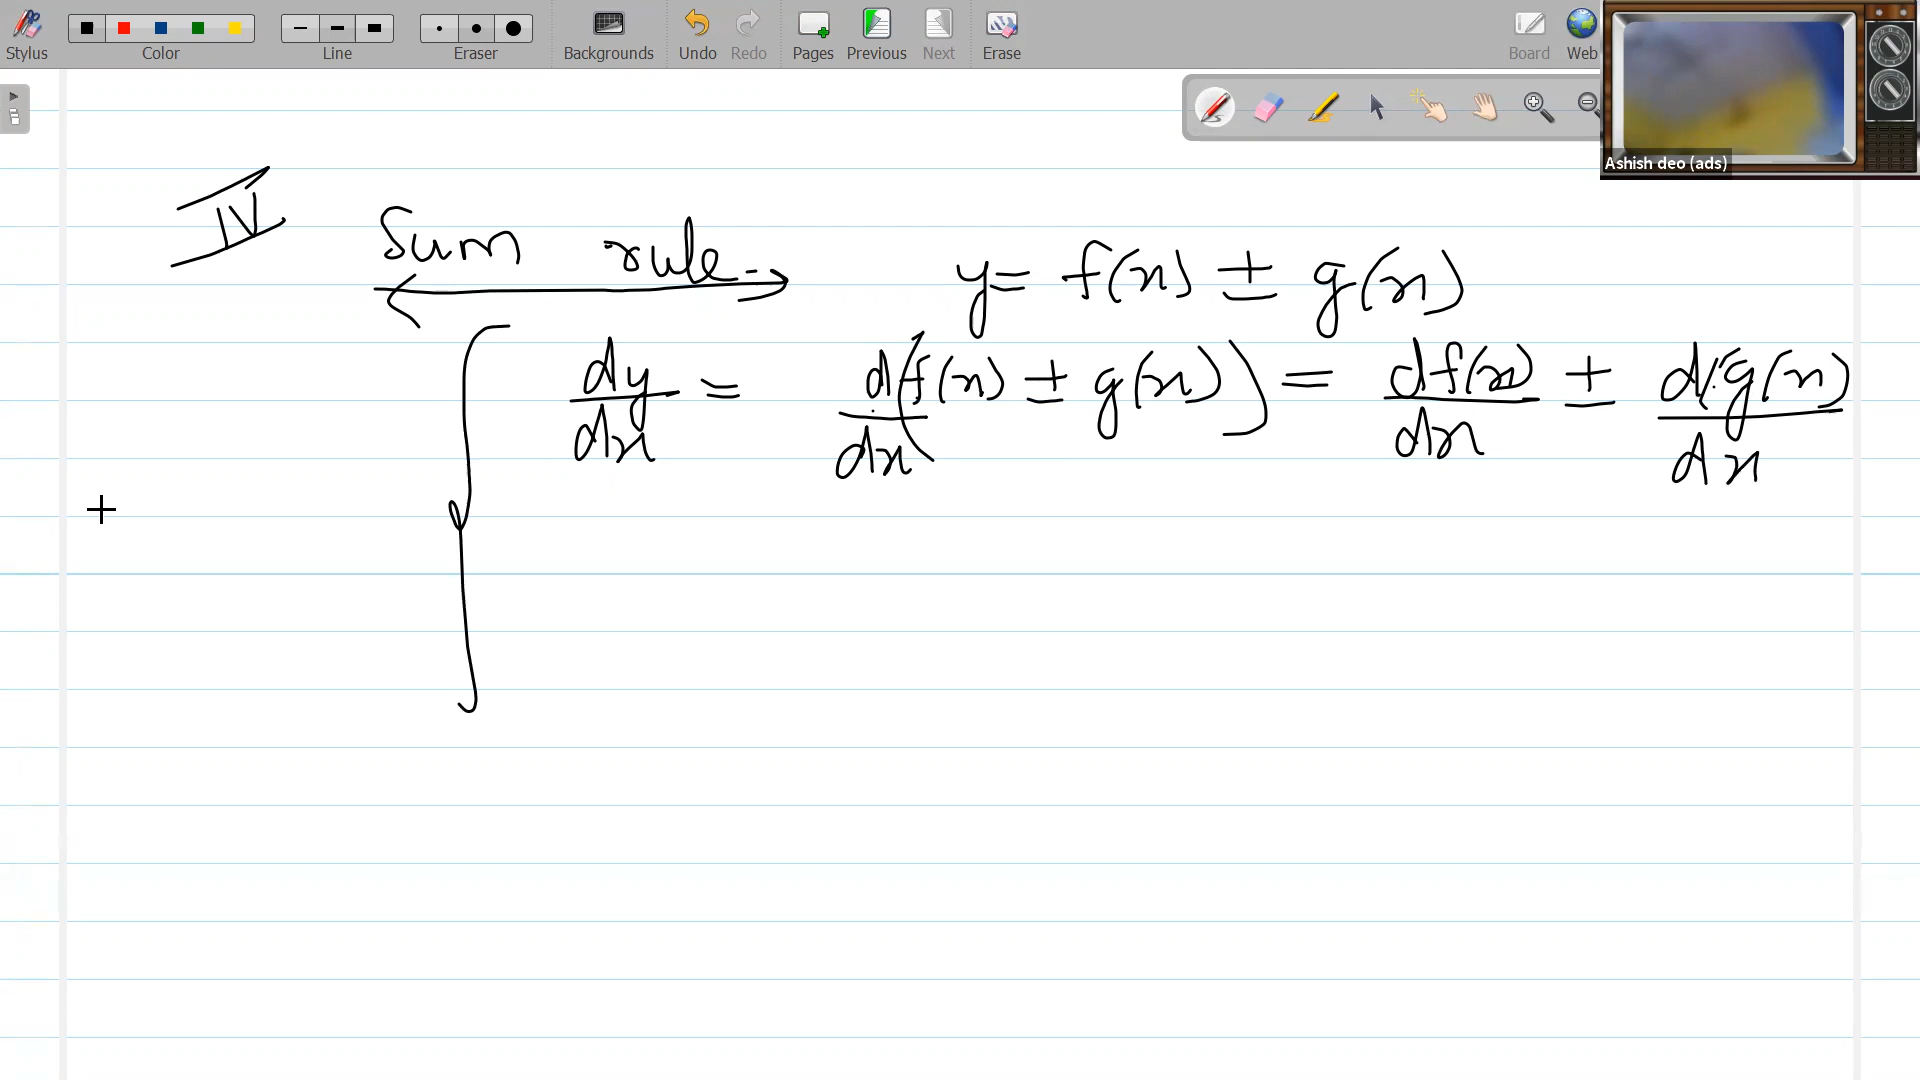 Stylus Color Line Eraser Backgrounds Undo Redo Pages Previous Next Erase Board Web
Ashish deo (ads)
IV Sum rule:- y = f(x) ± g(x)
dy/dx = d/dx (f(x) ± g(x)) = df(x)/dx ± d g(x)/dx